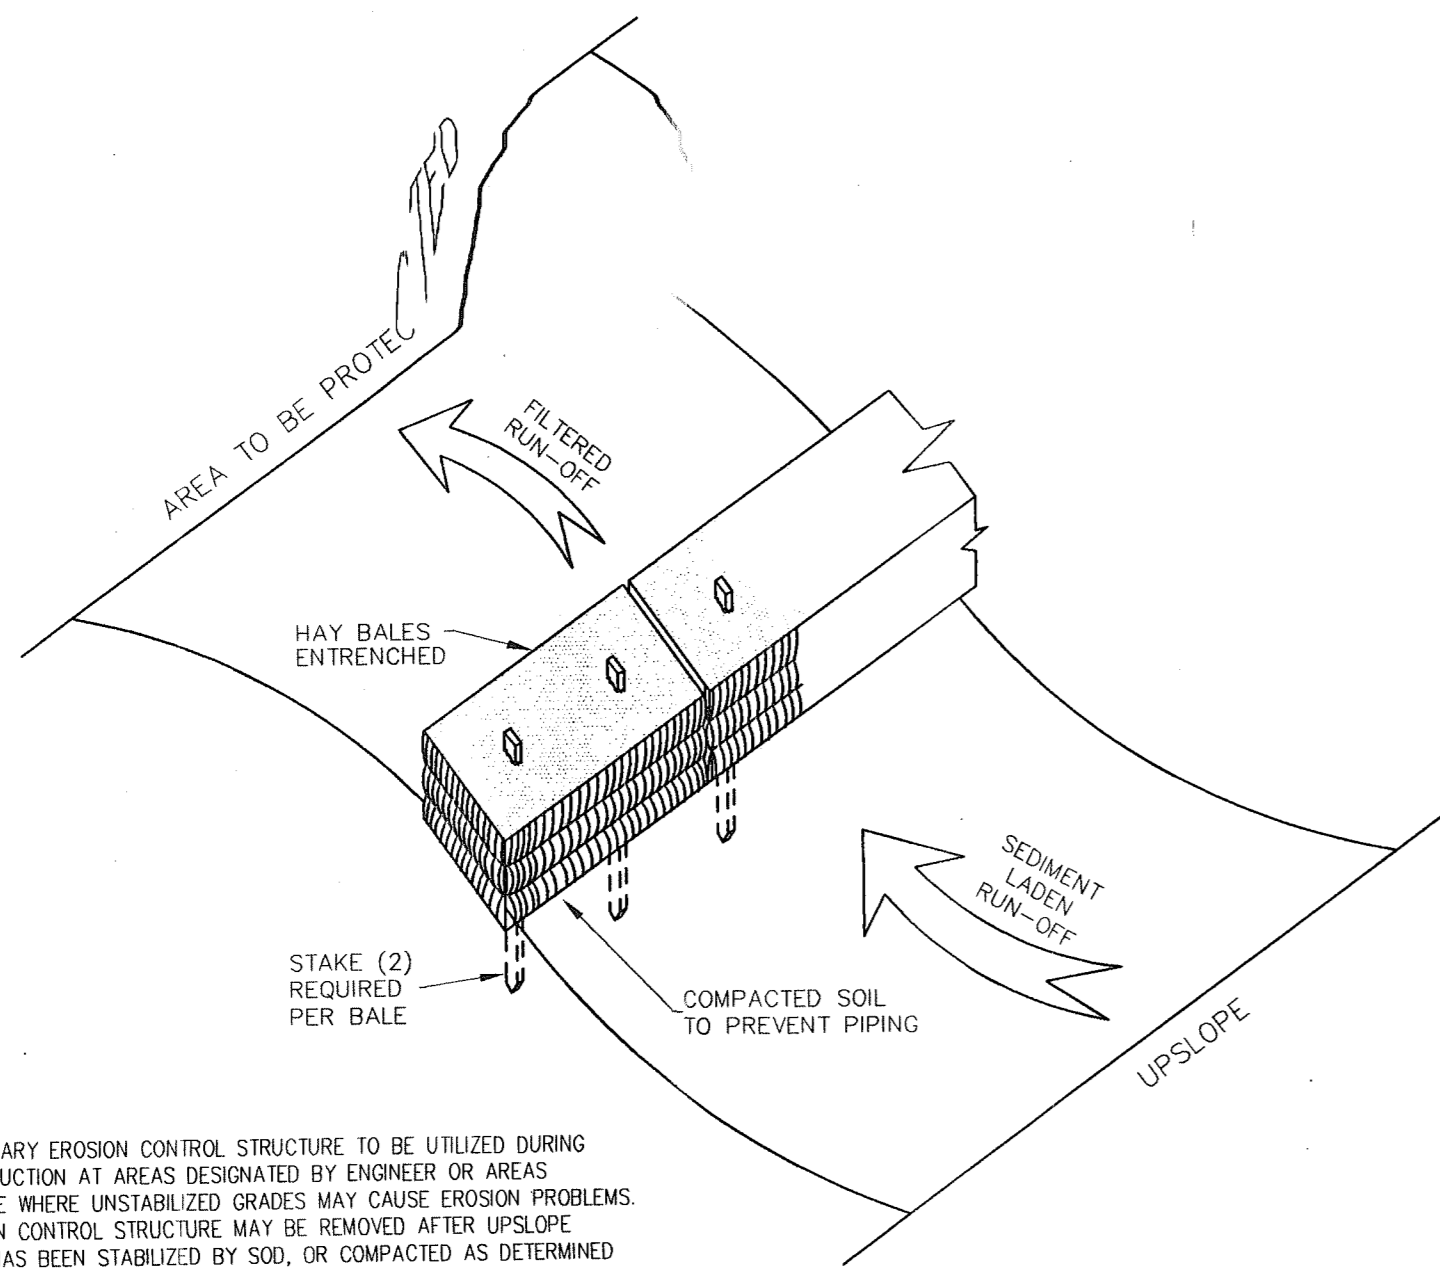 AREA TO BE PROTEC
FILTERED
RUN-OFF
HAY BALES
ENTRENCHED
SEDIMENT
LADEN
RUN-OFF
STAKE (2)
REQUIRED
PER BALE
COMPACTED SOIL
TO PREVENT PIPING
UPSLOPE
ARY EROSION CONTROL STRUCTURE TO BE UTILIZED DURING
UCTION AT AREAS DESIGNATED BY ENGINEER OR AREAS
E WHERE UNSTABILIZED GRADES MAY CAUSE EROSION PROBLEMS.
N CONTROL STRUCTURE MAY BE REMOVED AFTER UPSLOPE
HAS BEEN STABILIZED BY SOD, OR COMPACTED AS DETERMINED